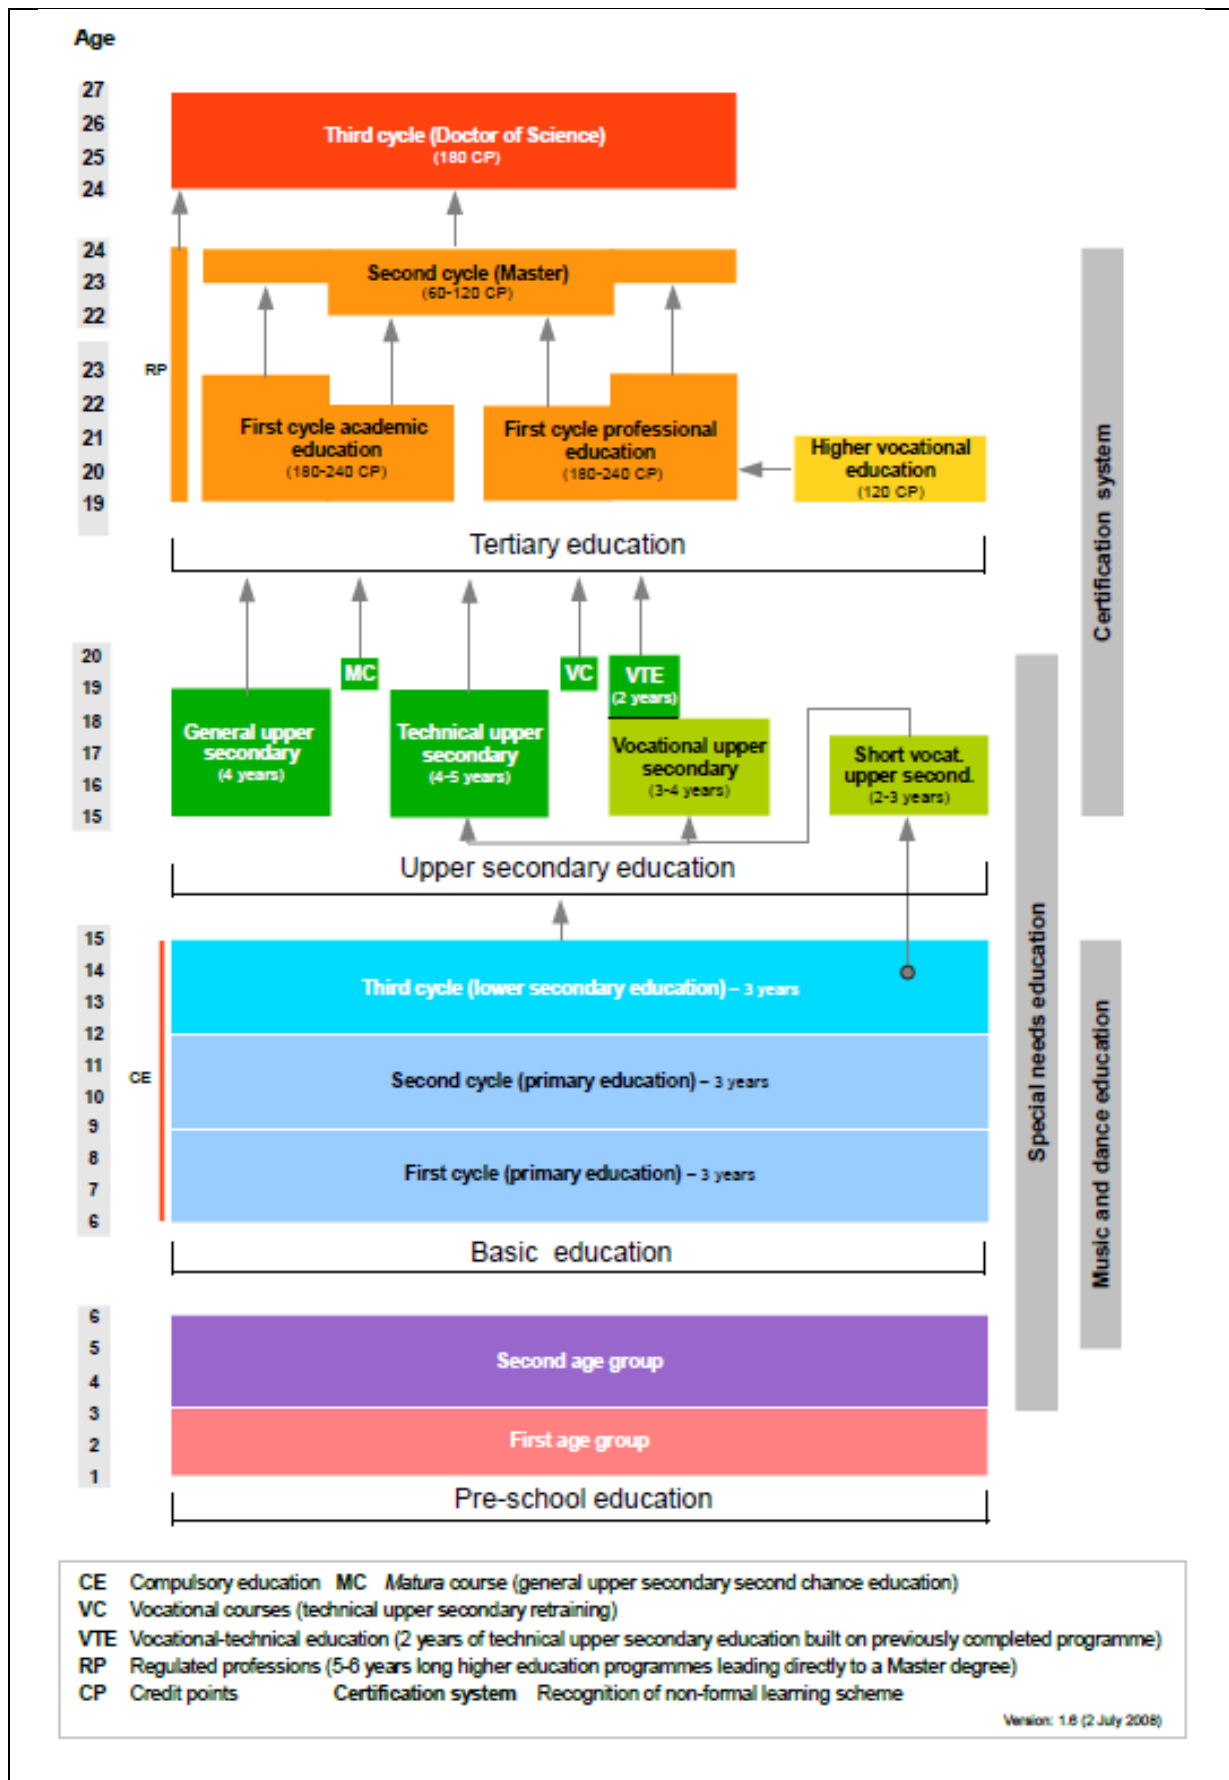 Age
27
26
25
24
Third cycle (Doctor of Science)
(180 CP)
24
23
22
Second cycle (Master)
(60-120 CP)
23
22
21
20
19
RP
First cycle academic
education
(180-240 CP)
First cycle professional
education
(180-240 CP)
Higher vocational
education
(120 CP)
Tertiary education
Certification system
20
19
18
17
16
15
MC
VC
VTE
(2 years)
General upper
secondary
(4 years)
Technical upper
secondary
(4-5 years)
Vocational upper
secondary
(3-4 years)
Short vocat.
upper second.
(2-3 years)
Upper secondary education
15
14
13
12
11
10
9
8
7
6
CE
Third cycle (lower secondary education) – 3 years
Second cycle (primary education) – 3 years
First cycle (primary education) – 3 years
Basic education
Special needs education
Music and dance education
6
5
4
3
2
1
Second age group
First age group
Pre-school education
CE Compulsory education MC Matura course (general upper secondary second chance education)
VC Vocational courses (technical upper secondary retraining)
VTE Vocational-technical education (2 years of technical upper secondary education built on previously completed programme)
RP Regulated professions (5-6 years long higher education programmes leading directly to a Master degree)
CP Credit points Certification system Recognition of non-formal learning scheme
Version: 1.6 (2 July 2008)